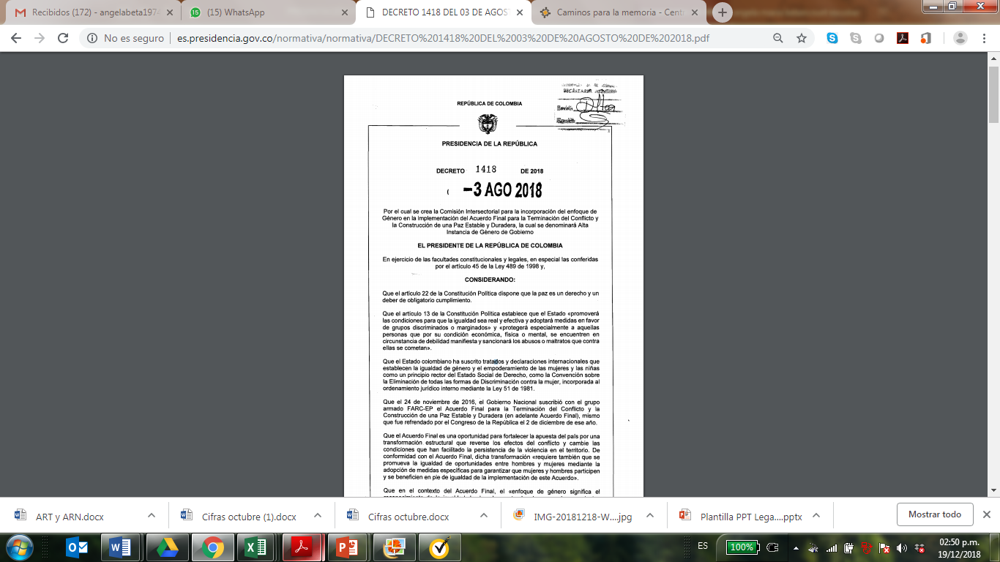 Recibidos (172) - angelabeta1974
(15) WhatsApp
DECRETO 1418 DEL 03 DE AGOS
Caminos para la memoria - Cent
No es seguro
es.presidencia.gov.co/normativa/normativa/DECRETO%201418%20DEL%2003%20DE%20AGOSTO%20DE%202018.pdf
REPÚBLICA DE COLOMBIA
PRESIDENCIA DE LA REPÚBLICA
DECRETO 1418 DE 2018
( -3 AGO 2018
Por el cual se crea la Comisión Intersectorial para la incorporación del enfoque de
Género en la implementación del Acuerdo Final para la Terminación del Conflicto y
la Construcción de una Paz Estable y Duradera, la cual se denominará Alta
Instancia de Género de Gobierno
EL PRESIDENTE DE LA REPÚBLICA DE COLOMBIA
En ejercicio de las facultades constitucionales y legales, en especial las conferidas
por el artículo 45 de la Ley 489 de 1998 y,
CONSIDERANDO:
Que el artículo 22 de la Constitución Política dispone que la paz es un derecho y un
deber de obligatorio cumplimiento.
Que el artículo 13 de la Constitución Política establece que el Estado «promoverá
las condiciones para que la igualdad sea real y efectiva y adoptará medidas en favor
de grupos discriminados o marginados» y «protegerá especialmente a aquellas
personas que por su condición económica, física o mental, se encuentren en
circunstancia de debilidad manifiesta y sancionará los abusos o maltratos que contra
ellas se cometan».
Que el Estado colombiano ha suscrito tratados y declaraciones internacionales que
establecen la igualdad de género y el empoderamiento de las mujeres y las niñas
como un principio rector del Estado Social de Derecho, como la Convención sobre
la Eliminación de todas las formas de Discriminación contra la mujer, incorporada al
ordenamiento jurídico interno mediante la Ley 51 de 1981.
Que el 24 de noviembre de 2016, el Gobierno Nacional suscribió con el grupo
armado FARC-EP el Acuerdo Final para la Terminación del Conflicto y la
Construcción de una Paz Estable y Duradera (en adelante Acuerdo Final), mismo
que fue refrendado por el Congreso de la República el 2 de diciembre de ese año.
Que el Acuerdo Final es una oportunidad para fortalecer la apuesta del país por una
transformación estructural que reverse los efectos del conflicto y cambie las
condiciones que han facilitado la persistencia de la violencia en el territorio. De
conformidad con el Acuerdo Final, dicha transformación «requiere también que se
promueva la igualdad de oportunidades entre hombres y mujeres mediante la
adopción de medidas específicas para garantizar que mujeres y hombres participen
y se beneficien en pie de igualdad de la implementación de este Acuerdo».
Que en el contexto del Acuerdo Final, el «enfoque de género significa el
ART y ARN.docx
Cifras octubre (1).docx
Cifras octubre.docx
IMG-20181218-W....jpg
Plantilla PPT Lega....pptx
Mostrar todo
ES
100%
02:50 p.m.
19/12/2018